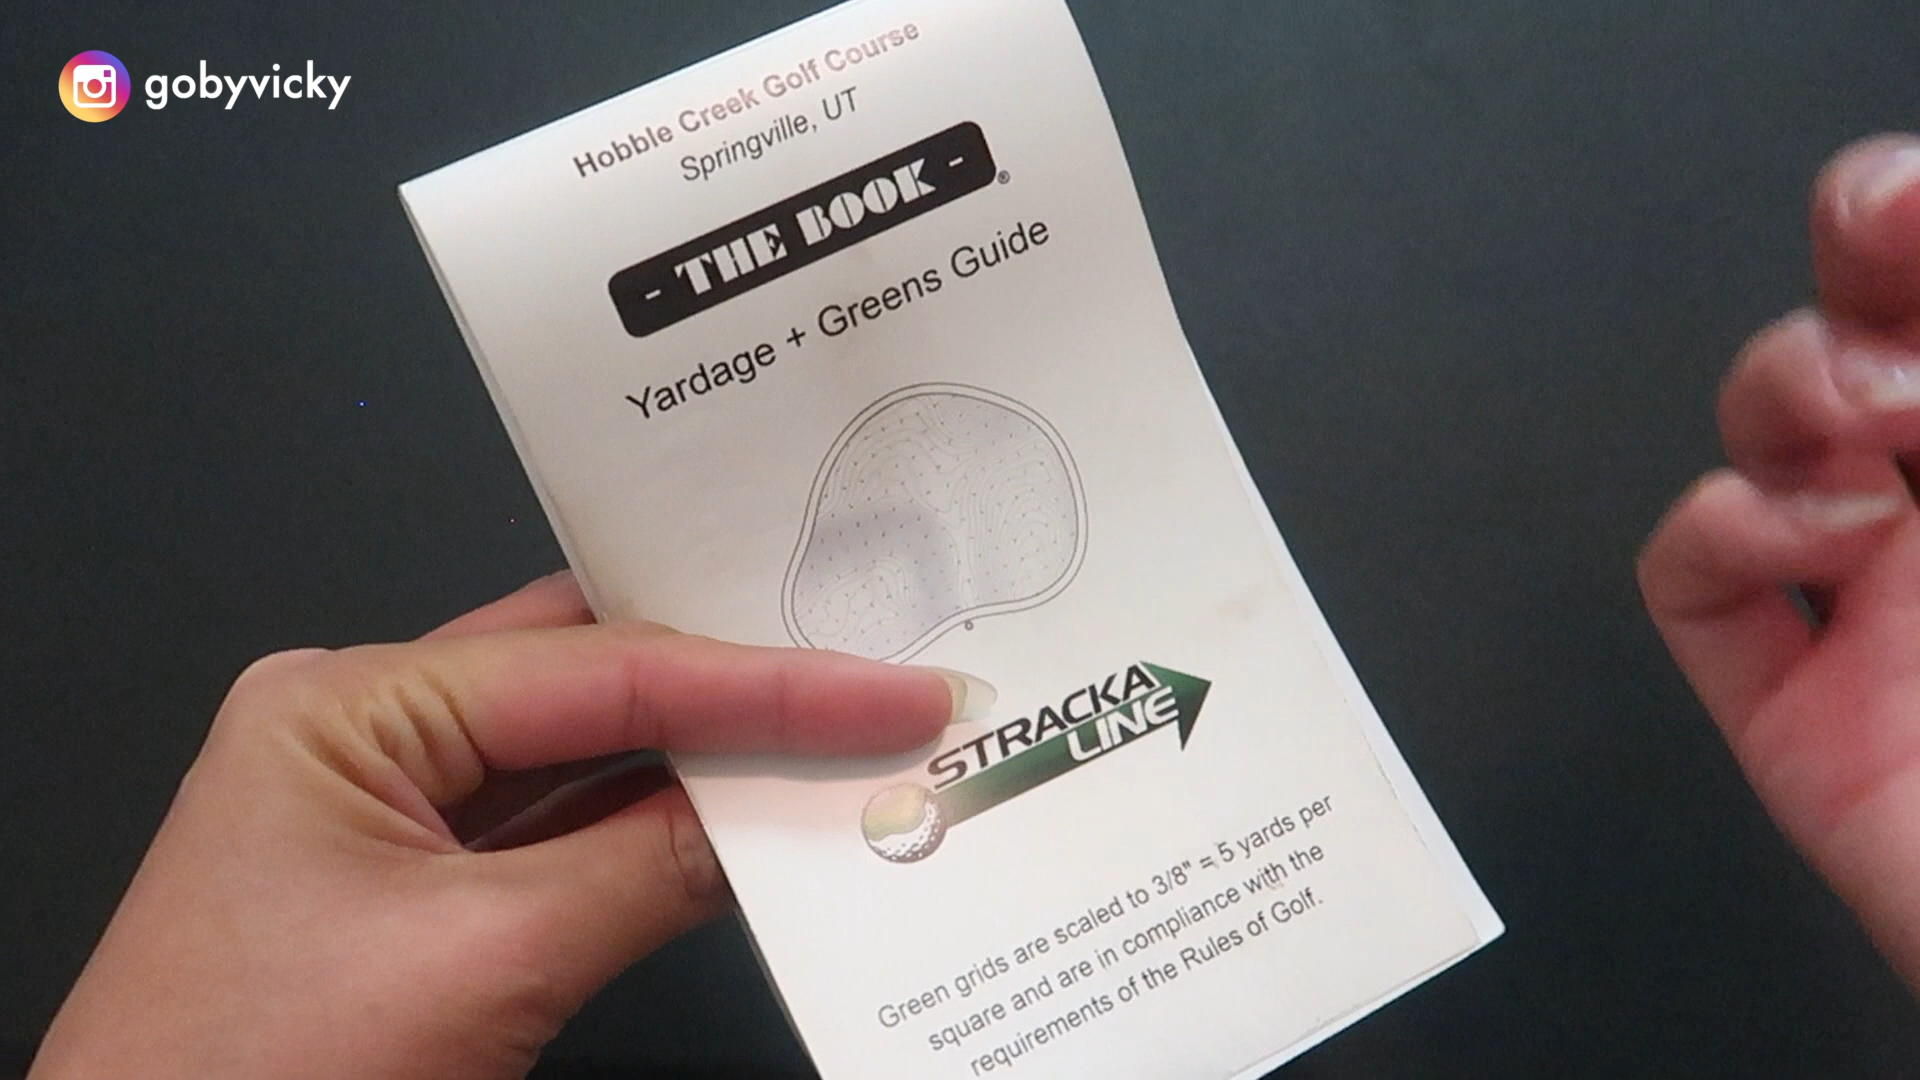 gobyvicky
Hobble Creek Golf Course
Springville, UT
- THE BOOK - ®
Yardage + Greens Guide
STRACKA
LINE
Green grids are scaled to 3/8" = 5 yards per
square and are in compliance with the
requirements of the Rules of Golf.